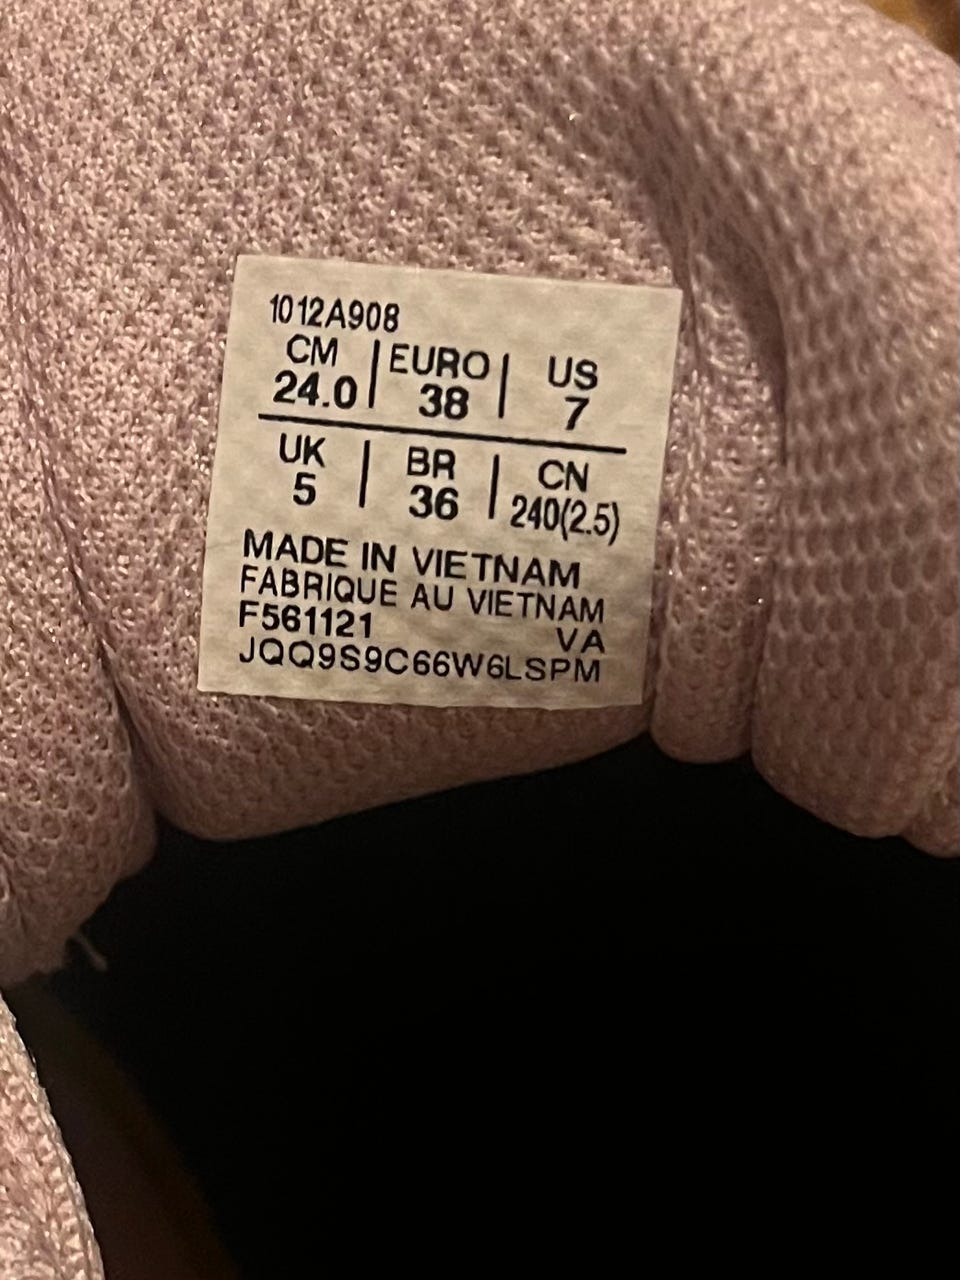 1012A908
CM | EURO | US
24.0 | 38 | 7
UK | BR | CN
5 | 36 | 240(2.5)
MADE IN VIETNAM
FABRIQUE AU VIETNAM
F561121 VA
JQQ9S9C66W6LSPM